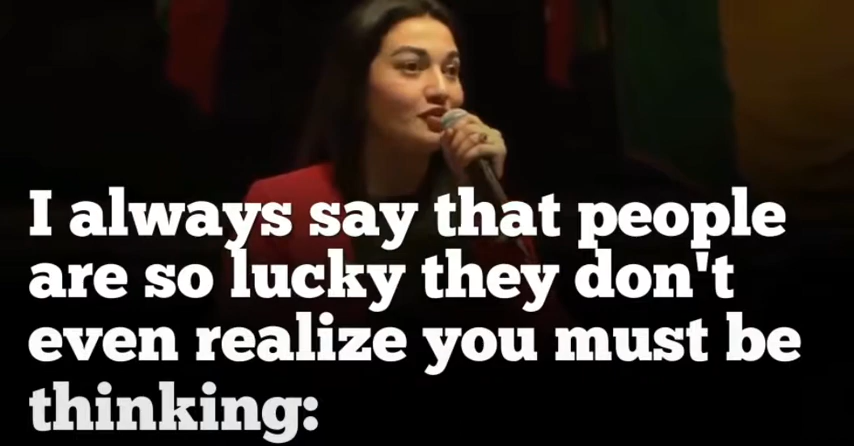 I always say that people
are so lucky they don't
even realize you must be
thinking: